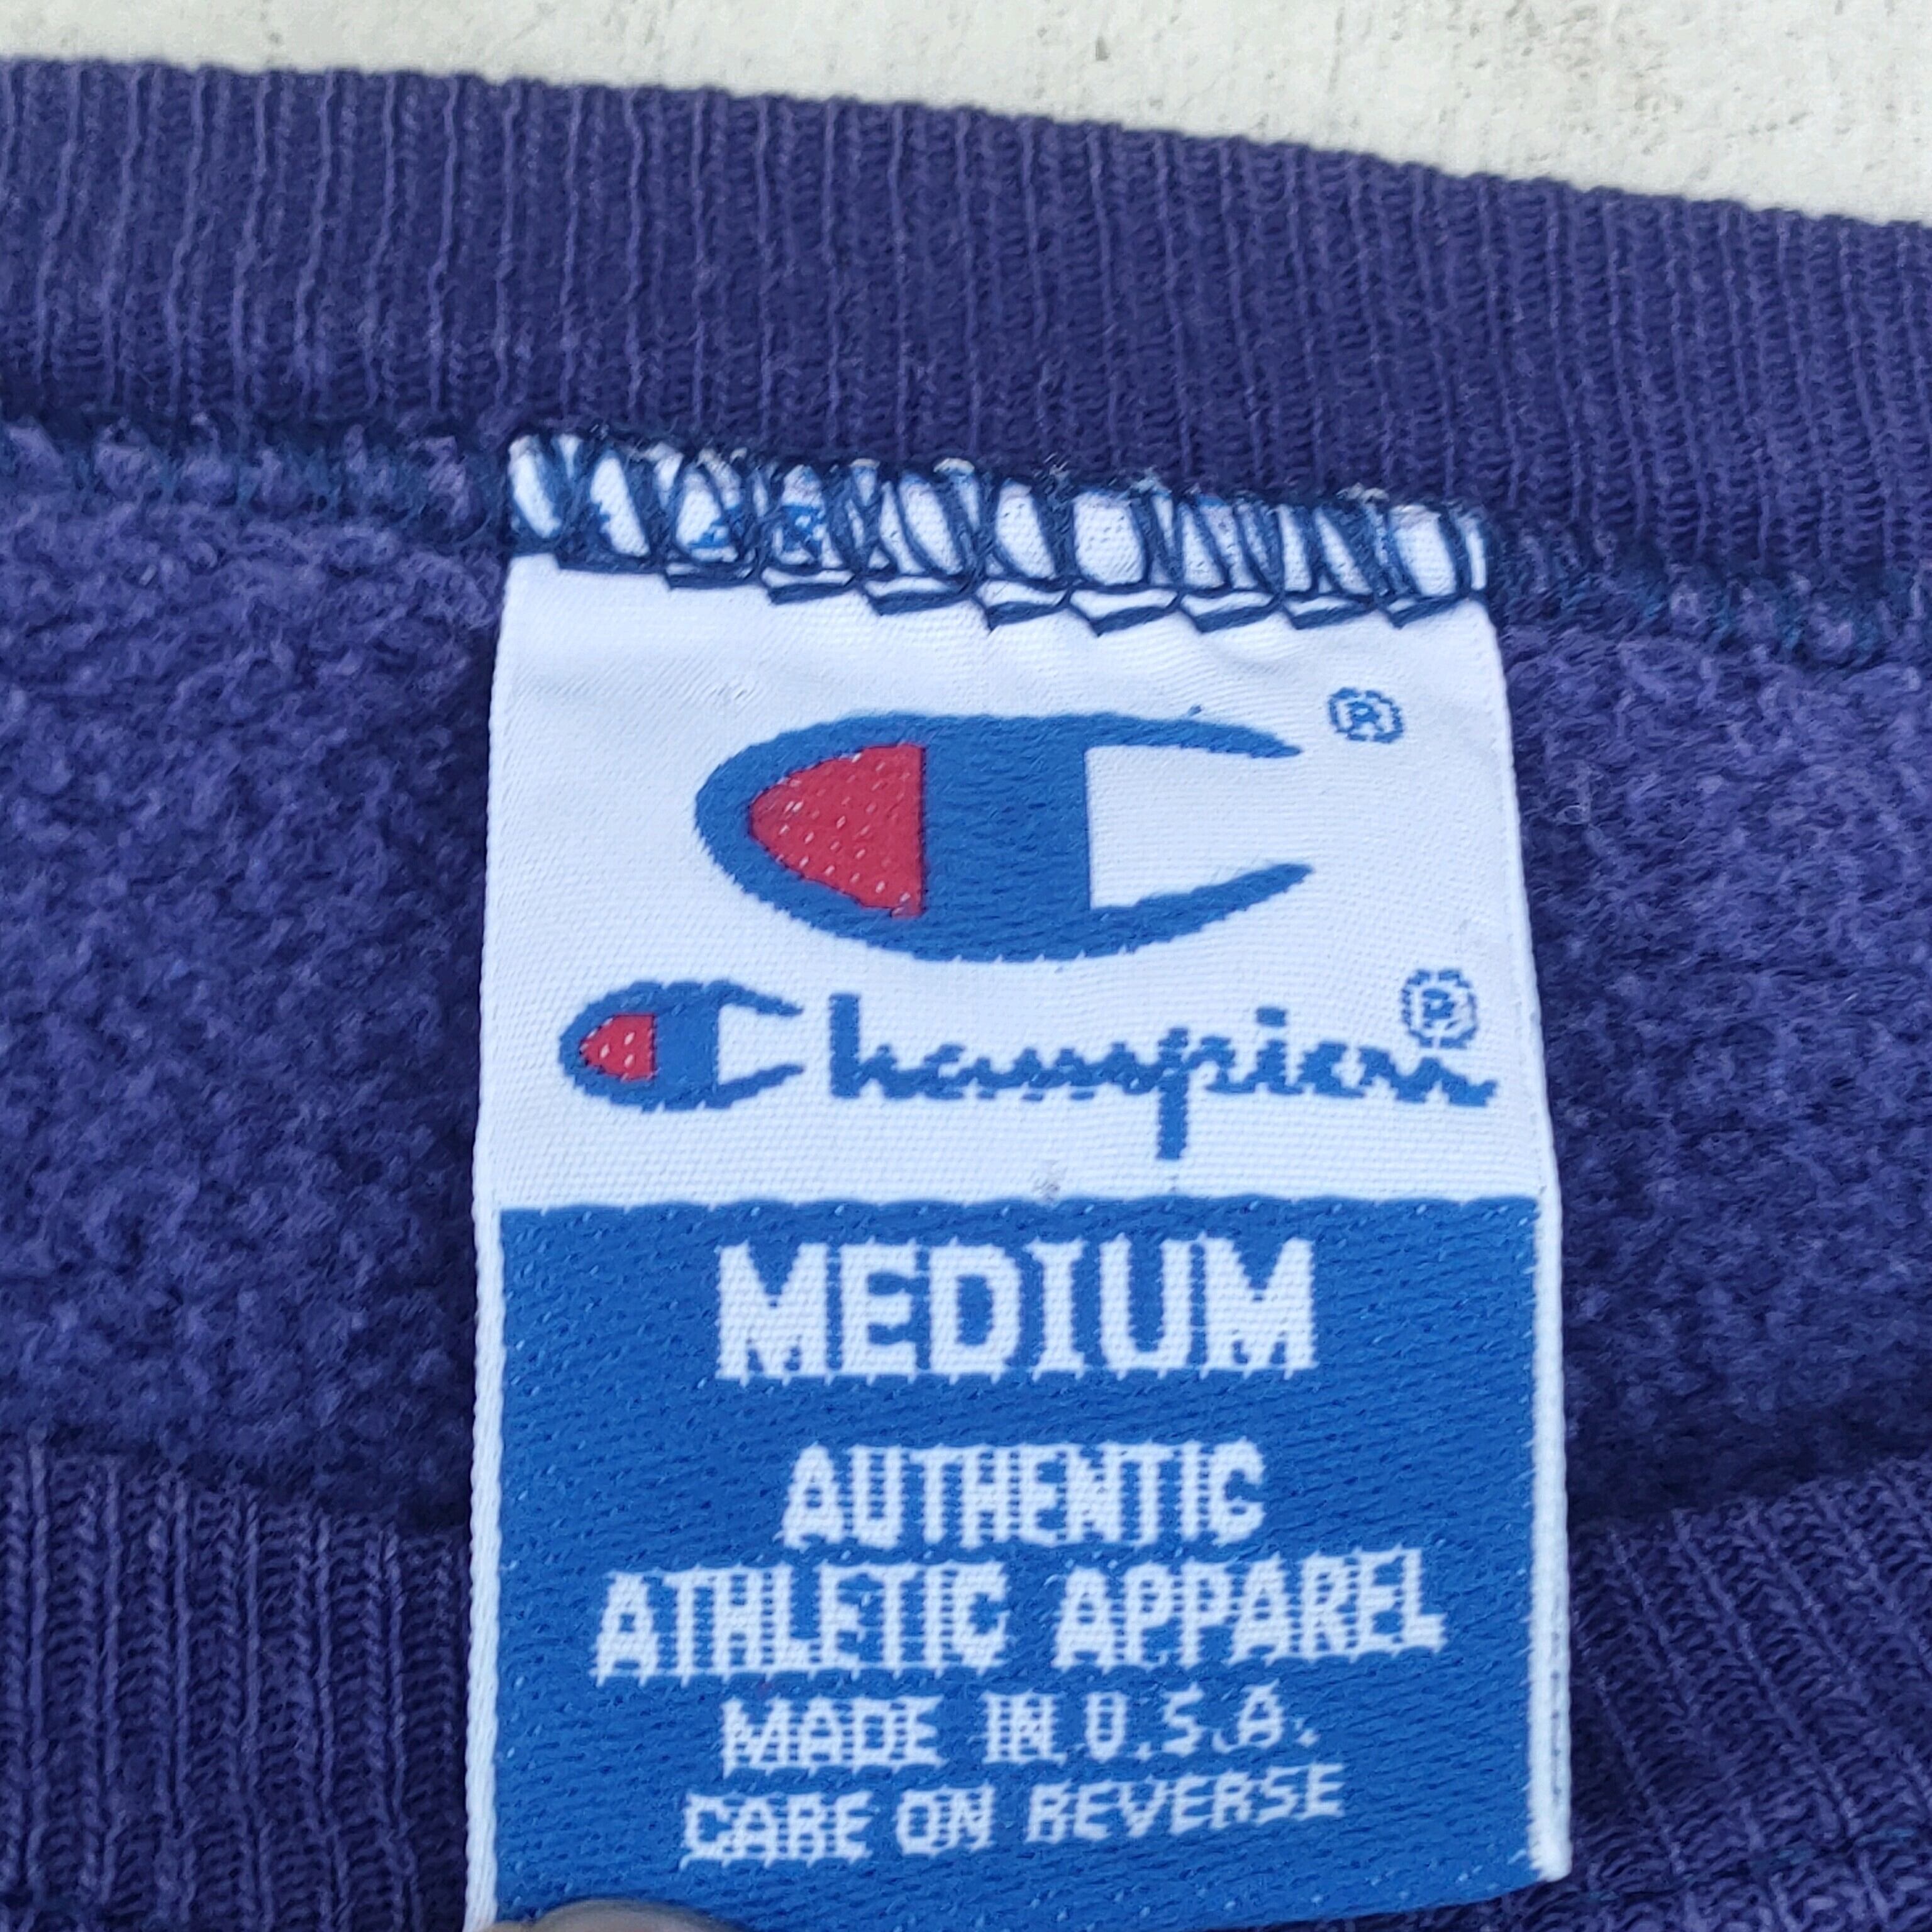 ®
Champion®
MEDIUM
AUTHENTIC
ATHLETIC APPAREL
MADE IN U.S.A.
CARE ON REVERSE